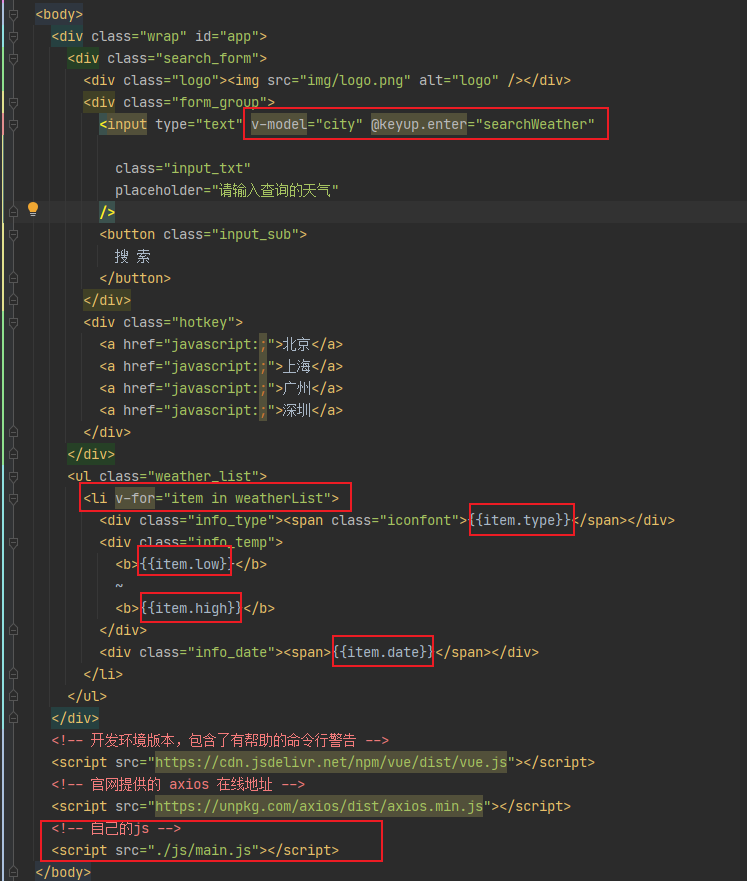 <body>
<div class="wrap" id="app">
<div class="search_form">
<div class="logo"><img src="img/logo.png" alt="logo" /></div>
<div class="form_group">
<input type="text" v-model="city" @keyup.enter="searchWeather"
class="input_txt"
placeholder="请输入查询的天气"
/>
<button class="input_sub">
搜 索
</button>
</div>
<div class="hotkey">
<a href="javascript:;">北京</a>
<a href="javascript:;">上海</a>
<a href="javascript:;">广州</a>
<a href="javascript:;">深圳</a>
</div>
</div>
<ul class="weather_list">
<li v-for="item in weatherList">
<div class="info_type"><span class="iconfont">{{item.type}}</span></div>
<div class="info_temp">
<b>{{item.low}}</b>
~
<b>{{item.high}}</b>
</div>
<div class="info_date"><span>{{item.date}}</span></div>
</li>
</ul>
</div>
<!-- 开发环境版本，包含了有帮助的命令行警告 -->
<script src="https://cdn.jsdelivr.net/npm/vue/dist/vue.js"></script>
<!-- 官网提供的 axios 在线地址 -->
<script src="https://unpkg.com/axios/dist/axios.min.js"></script>
<!-- 自己的js -->
<script src="./js/main.js"></script>
</body>